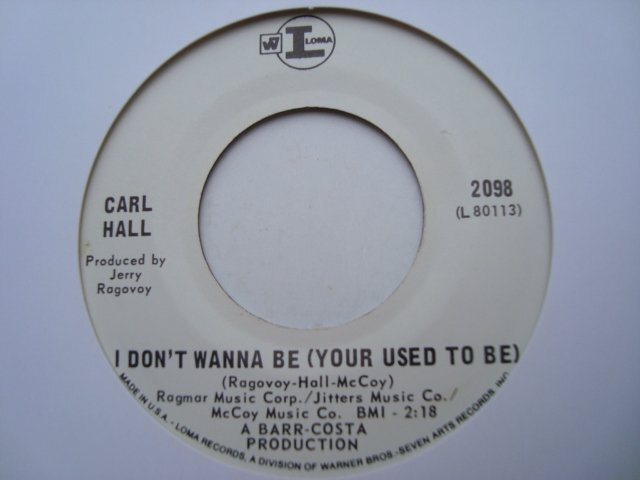 W7
LOMA
CARL
HALL
Produced by
Jerry
Ragovoy
2098
(L 80113)
I DON'T WANNA BE (YOUR USED TO BE)
(Ragovoy-Hall-McCoy)
Ragmar Music Corp./Jitters Music Co./
McCoy Music Co. BMI - 2:18
A BARR-COSTA
PRODUCTION
MADE IN U.S.A. - LOMA RECORDS, A DIVISION OF WARNER BROS.-SEVEN ARTS RECORDS, INC.